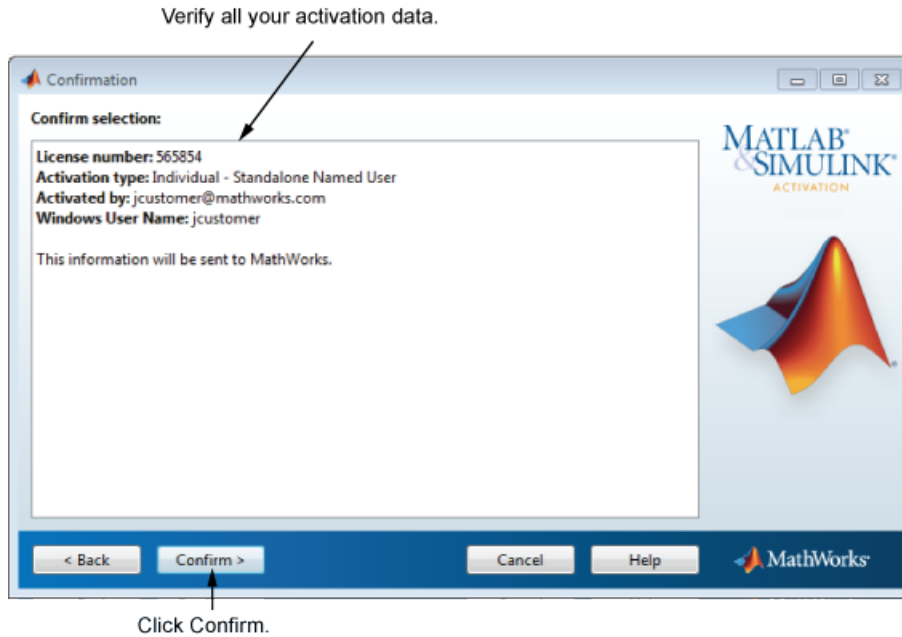 Verify all your activation data.
Confirmation
Confirm selection:
License number: 565854
Activation type: Individual - Standalone Named User
Activated by: jcustomer@mathworks.com
Windows User Name: jcustomer
This information will be sent to MathWorks.
MATLAB®
&SIMULINK®
ACTIVATION
< Back
Confirm >
Cancel
Help
MathWorks®
Click Confirm.